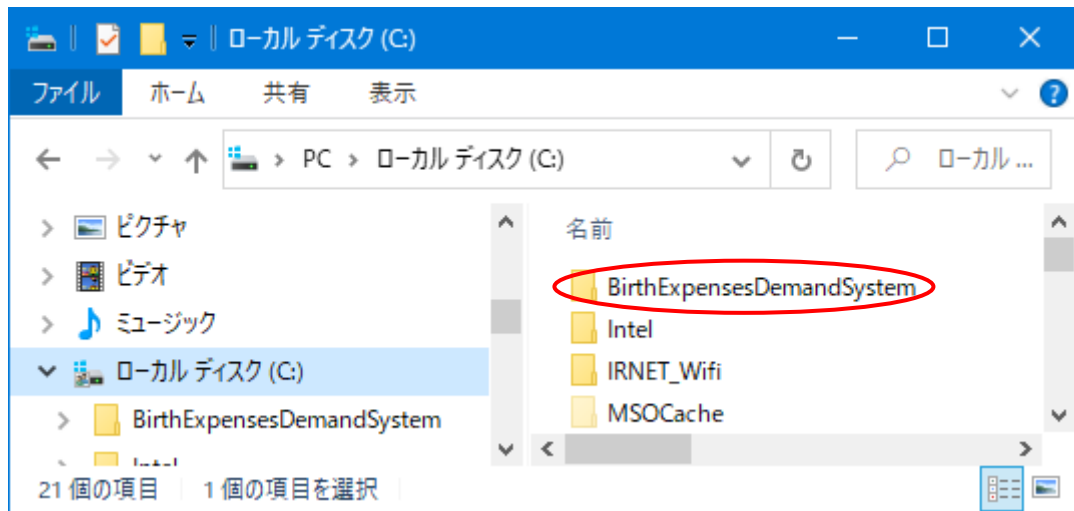 ローカル ディスク (C:)
ファイル ホーム 共有 表示
PC › ローカル ディスク (C:) ローカル ...
ピクチャ
ビデオ
ミュージック
ローカル ディスク (C:)
BirthExpensesDemandSystem
名前
BirthExpensesDemandSystem
Intel
IRNET_Wifi
MSOCache
21 個の項目 1 個の項目を選択